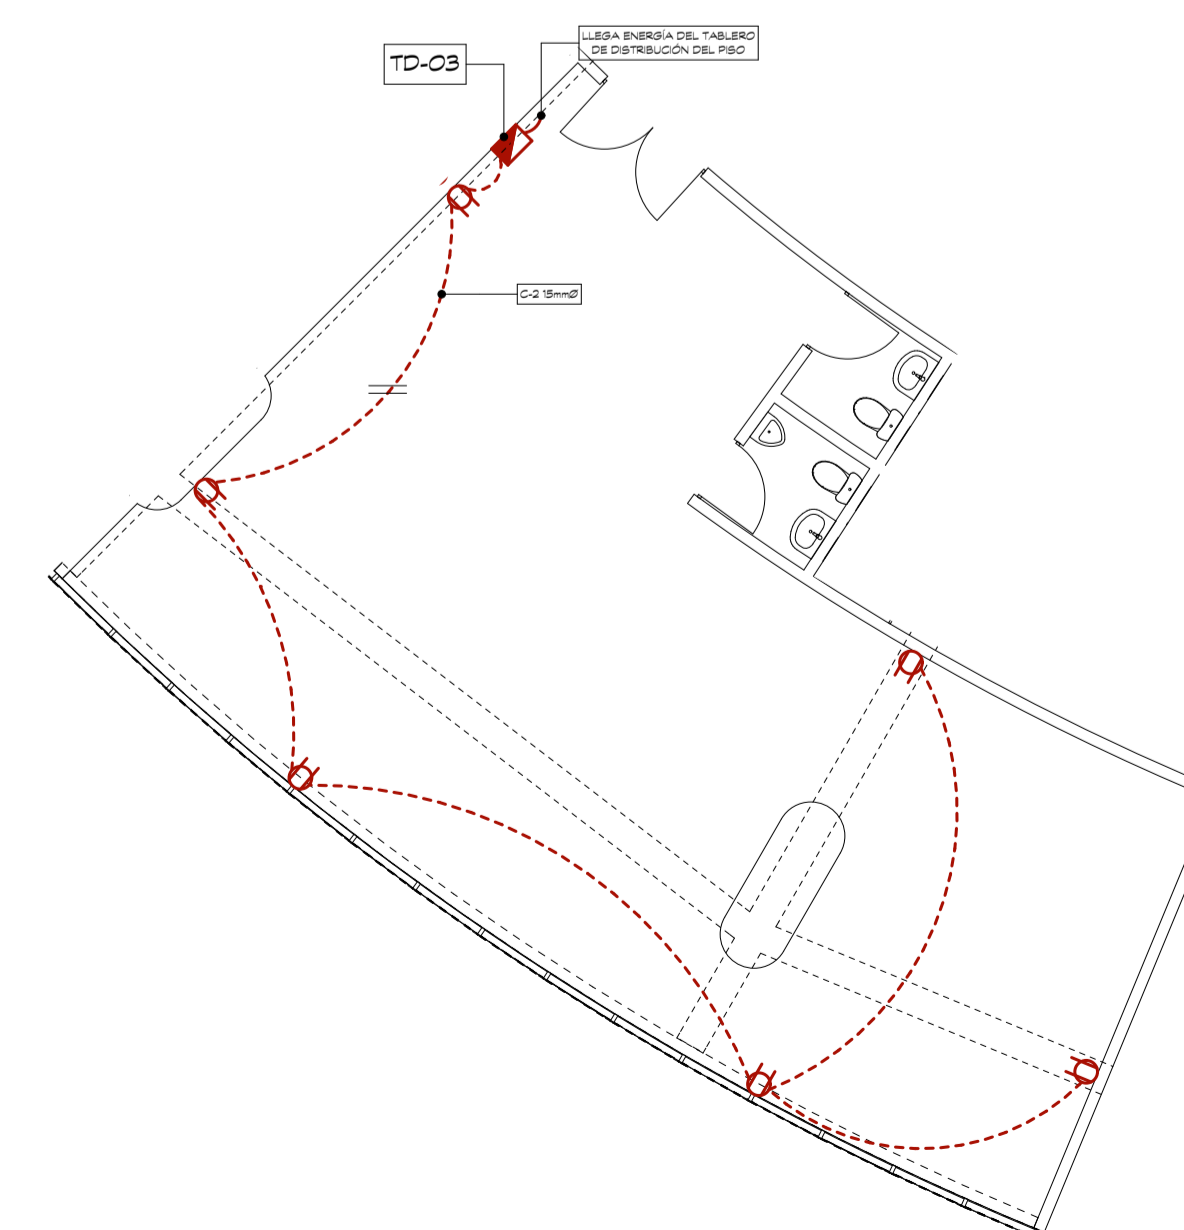 LLEGA ENERGÍA DEL TABLERO
DE DISTRIBUCIÓN DEL PISO
TD-03
C-2 15mmØ